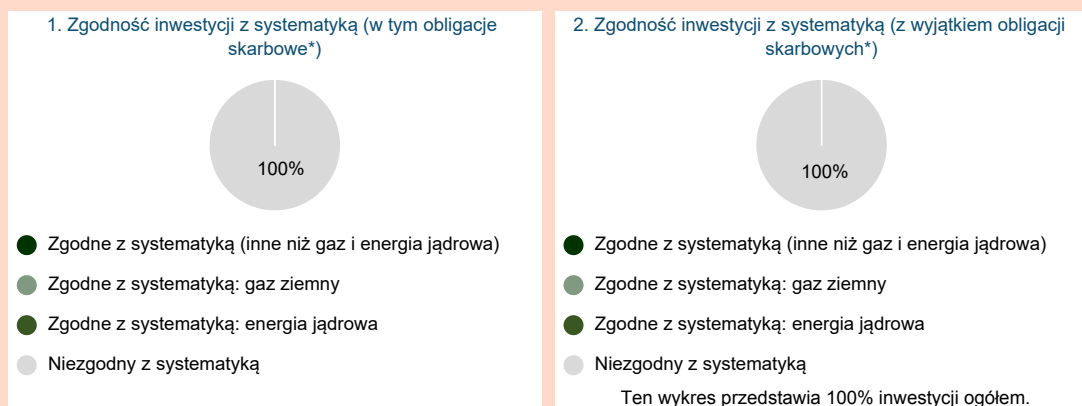 1. Zgodność inwestycji z systematyką (w tym obligacje
skarbowe*)
100%
Zgodne z systematyką (inne niż gaz i energia jądrowa)
Zgodne z systematyką: gaz ziemny
Zgodne z systematyką: energia jądrowa
Niezgodny z systematyką
2. Zgodność inwestycji z systematyką (z wyjątkiem obligacji
skarbowych*)
100%
Zgodne z systematyką (inne niż gaz i energia jądrowa)
Zgodne z systematyką: gaz ziemny
Zgodne z systematyką: energia jądrowa
Niezgodny z systematyką
Ten wykres przedstawia 100% inwestycji ogółem.